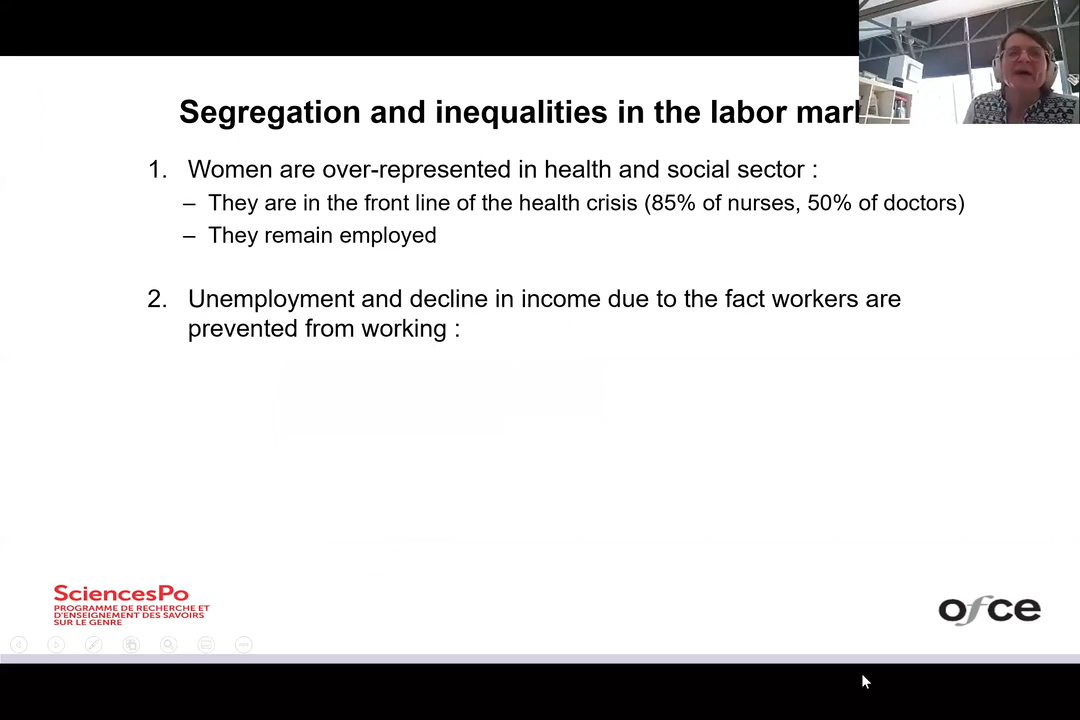 Segregation and inequalities in the labor mar
1. Women are over-represented in health and social sector :
– They are in the front line of the health crisis (85% of nurses, 50% of doctors)
– They remain employed
2. Unemployment and decline in income due to the fact workers are
prevented from working :
SciencesPo
PROGRAMME DE RECHERCHE ET
D'ENSEIGNEMENT DES SAVOIRS
SUR LE GENRE
ofce